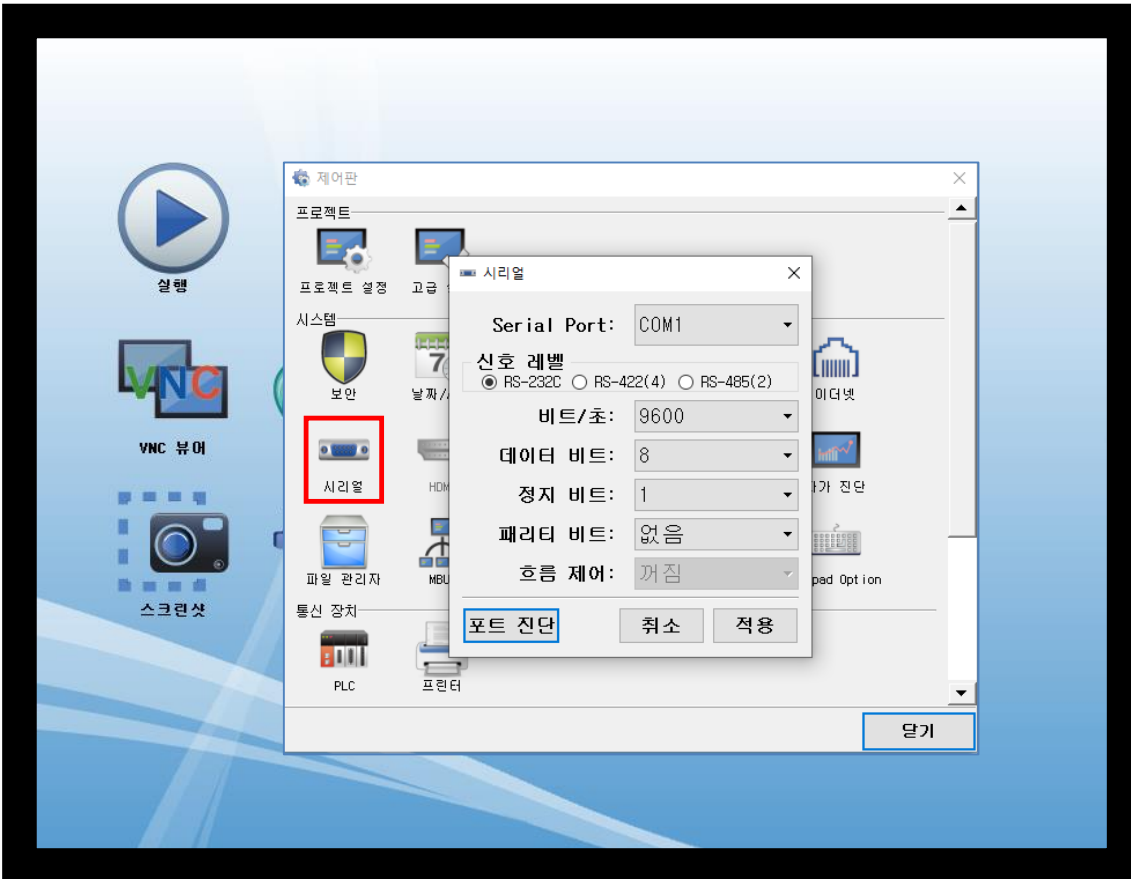 제어판
프로젝트
실행
프로젝트 설정
고급
시스템
보안
7
날짜/
이더넷
VNC
VNC 뷰어
시리얼
HDM
진단
파일 관리자
MBU
pad Option
스크린샷
통신 장치
PLC
프린터
닫기
시리얼
Serial Port: COM1
신호 레벨
RS-232C RS-422(4) RS-485(2)
비트/초: 9600
데이터 비트: 8
정지 비트: 1
패리티 비트: 없음
흐름 제어: 꺼짐
포트 진단 취소 적용